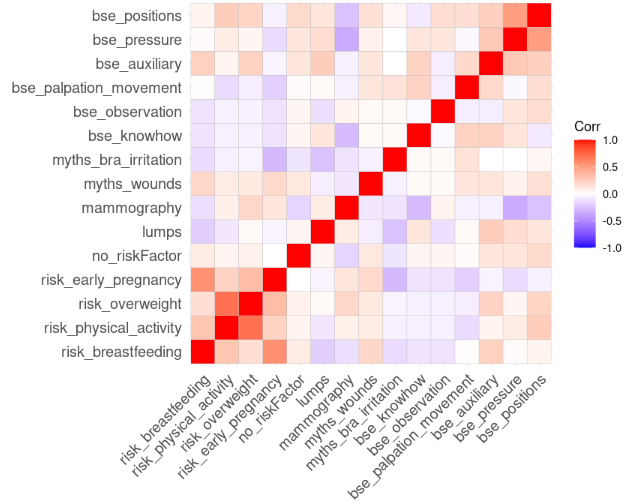 bse_positions
bse_pressure
bse_auxiliary
bse_palpation_movement
bse_observation
bse_knowhow
myths_bra_irritation
myths_wounds
mammography
lumps
no_riskFactor
risk_early_pregnancy
risk_overweight
risk_physical_activity
risk_breastfeeding
Corr
1.0
0.5
0.0
-0.5
-1.0
risk_breastfeeding
risk_physical_activity
risk_overweight
risk_early_pregnancy
no_riskFactor
lumps
mammography
myths_wounds
myths_bra_irritation
bse_knowhow
bse_observation
bse_palpation_movement
bse_auxiliary
bse_pressure
bse_positions